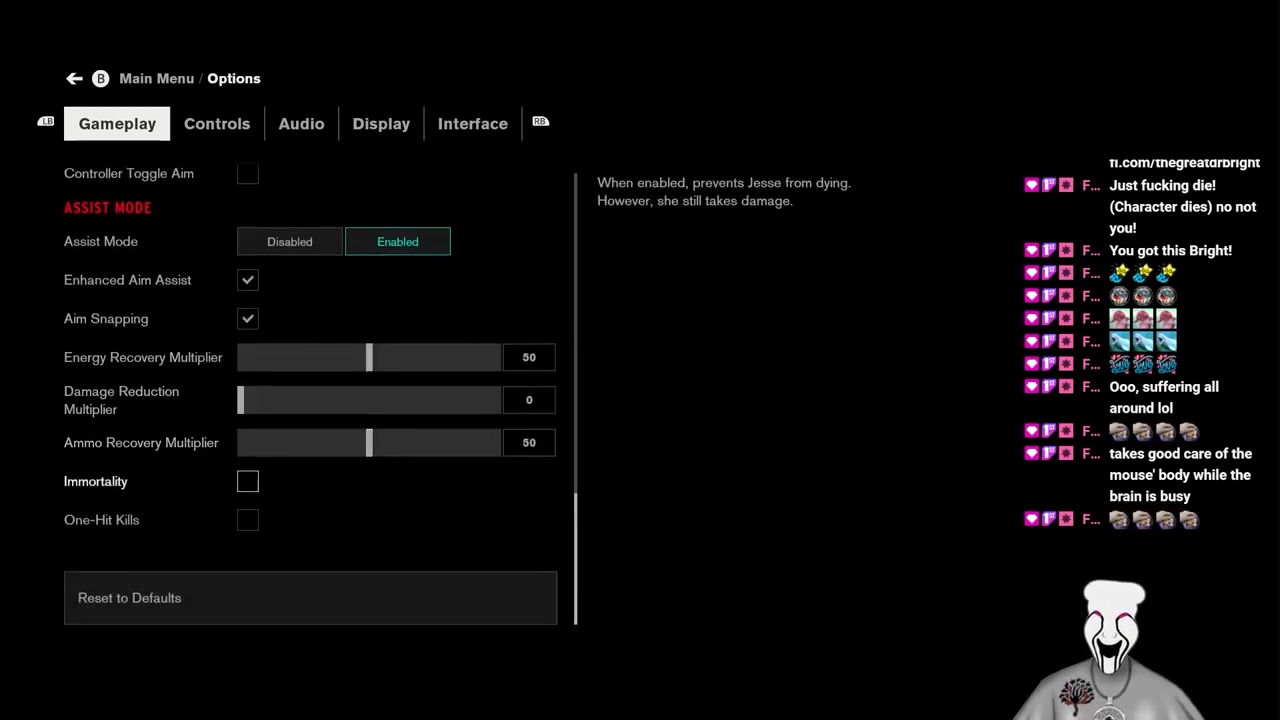 B Main Menu / Options
LB Gameplay Controls Audio Display Interface RB
Controller Toggle Aim
ASSIST MODE
Assist Mode Disabled Enabled
Enhanced Aim Assist
Aim Snapping
Energy Recovery Multiplier 50
Damage Reduction
Multiplier 0
Ammo Recovery Multiplier 50
Immortality
One-Hit Kills
Reset to Defaults
When enabled, prevents Jesse from dying.
However, she still takes damage.
fi.com/thegreatdrbright
F... Just fucking die!
(Character dies) no not
you!
F... You got this Bright!
F...
F...
F...
F...
F...
F... Ooo, suffering all
around lol
F...
F... takes good care of the
mouse' body while the
brain is busy
F...